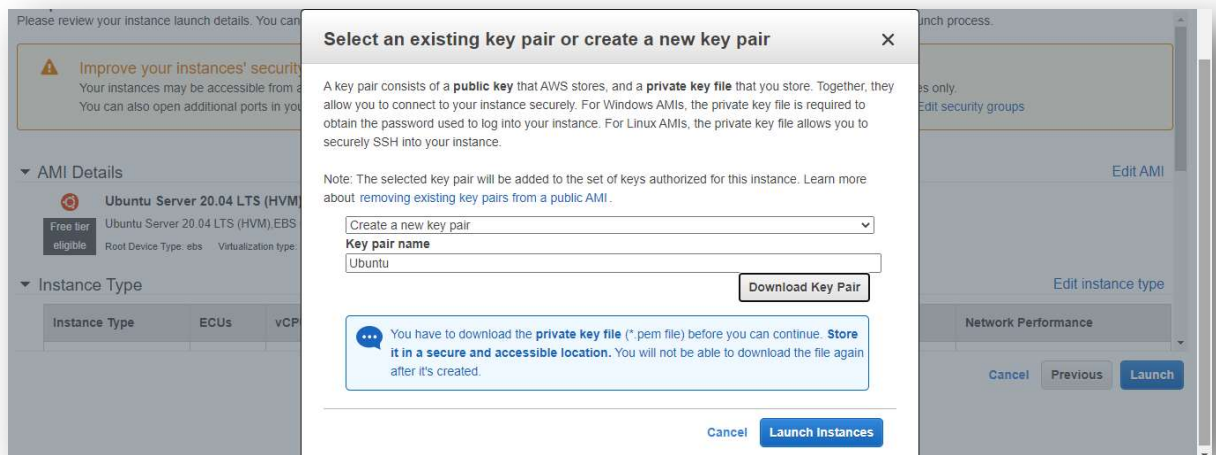 Please review your instance launch details. You can
unch process.
Select an existing key pair or create a new key pair
Improve your instances' security
Your instances may be accessible from a
You can also open additional ports in you
es only.
Edit security groups
A key pair consists of a public key that AWS stores, and a private key file that you store. Together, they
allow you to connect to your instance securely. For Windows AMIs, the private key file is required to
obtain the password used to log into your instance. For Linux AMIs, the private key file allows you to
securely SSH into your instance.
Note: The selected key pair will be added to the set of keys authorized for this instance. Learn more
about removing existing key pairs from a public AMI .
AMI Details
Edit AMI
Ubuntu Server 20.04 LTS (HVM)
Free tier
eligible
Ubuntu Server 20.04 LTS (HVM),EBS
Root Device Type: ebs Virtualization type:
Create a new key pair
Key pair name
Ubuntu
Download Key Pair
Instance Type
Edit instance type
Instance Type ECUs vCP
Network Performance
You have to download the private key file (*.pem file) before you can continue. Store
it in a secure and accessible location. You will not be able to download the file again
after it's created.
Cancel Previous Launch
Cancel Launch Instances